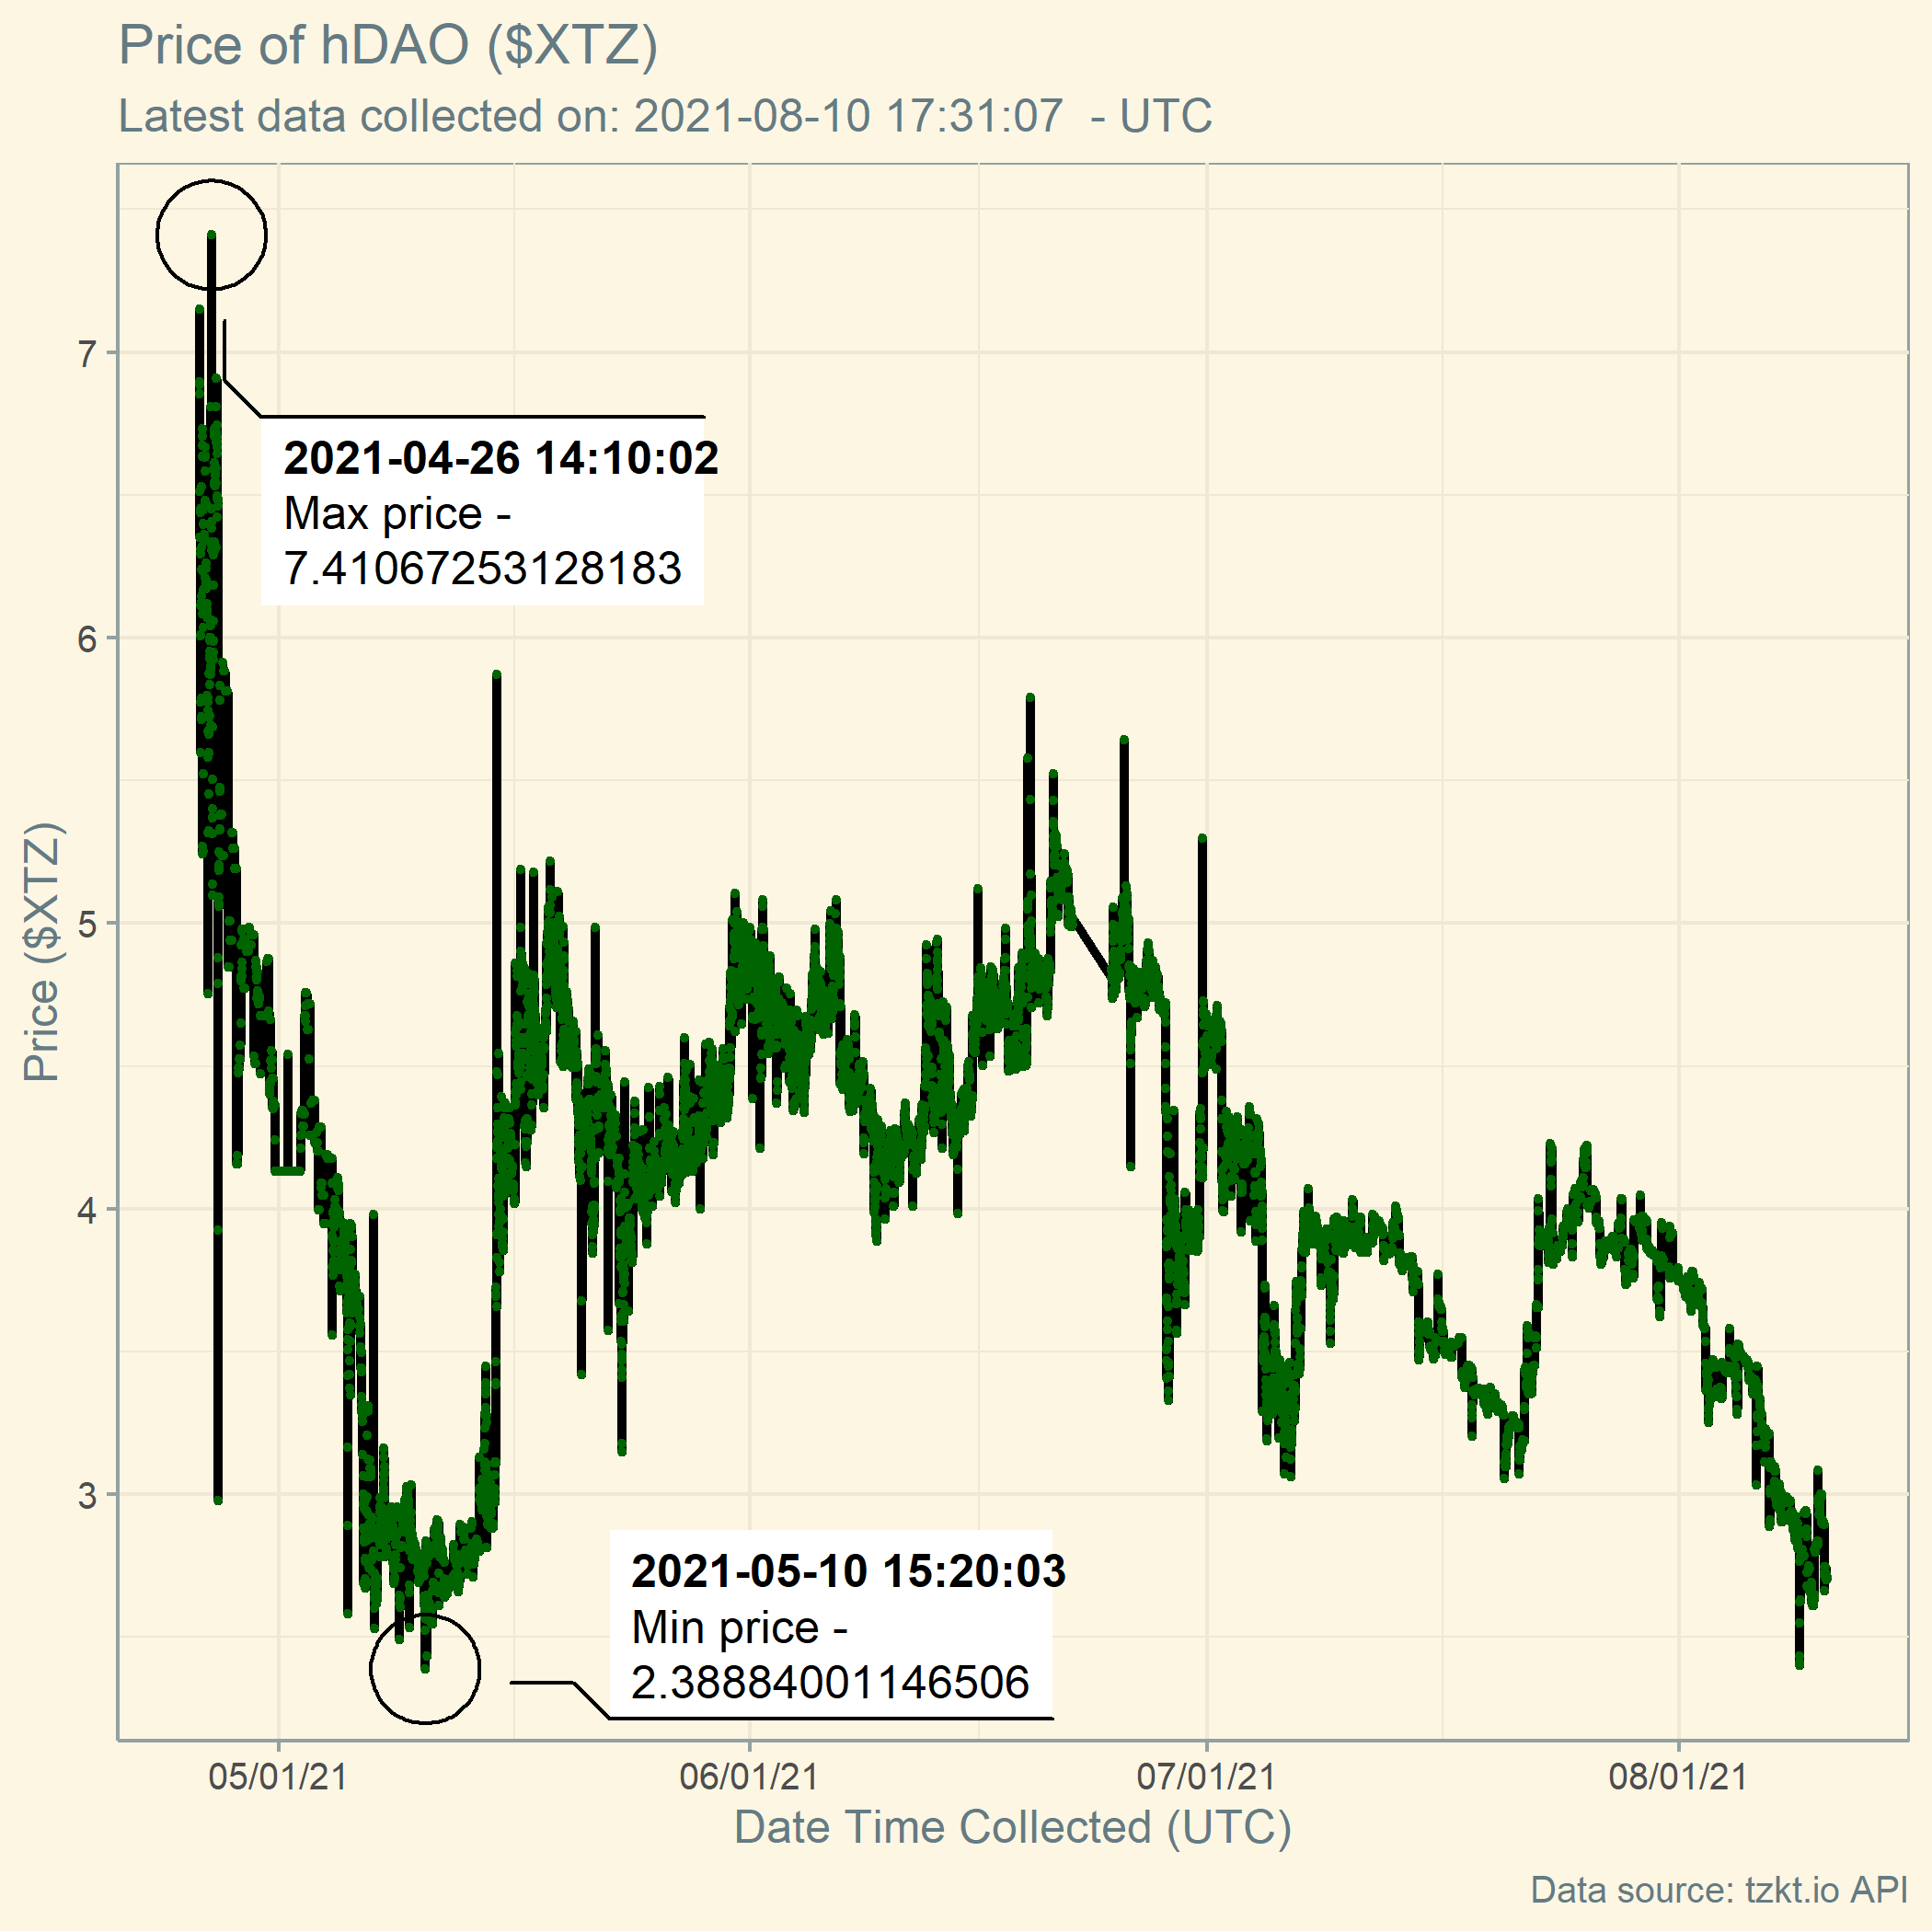 Price of hDAO ($XTZ)
Latest data collected on: 2021-08-10 17:31:07  - UTC
7
2021-04-26 14:10:02
Max price -
7.41067253128183
6
Price ($XTZ)
5
4
3
2021-05-10 15:20:03
Min price -
2.38884001146506
05/01/21
06/01/21
07/01/21
08/01/21
Date Time Collected (UTC)
Data source: tzkt.io API